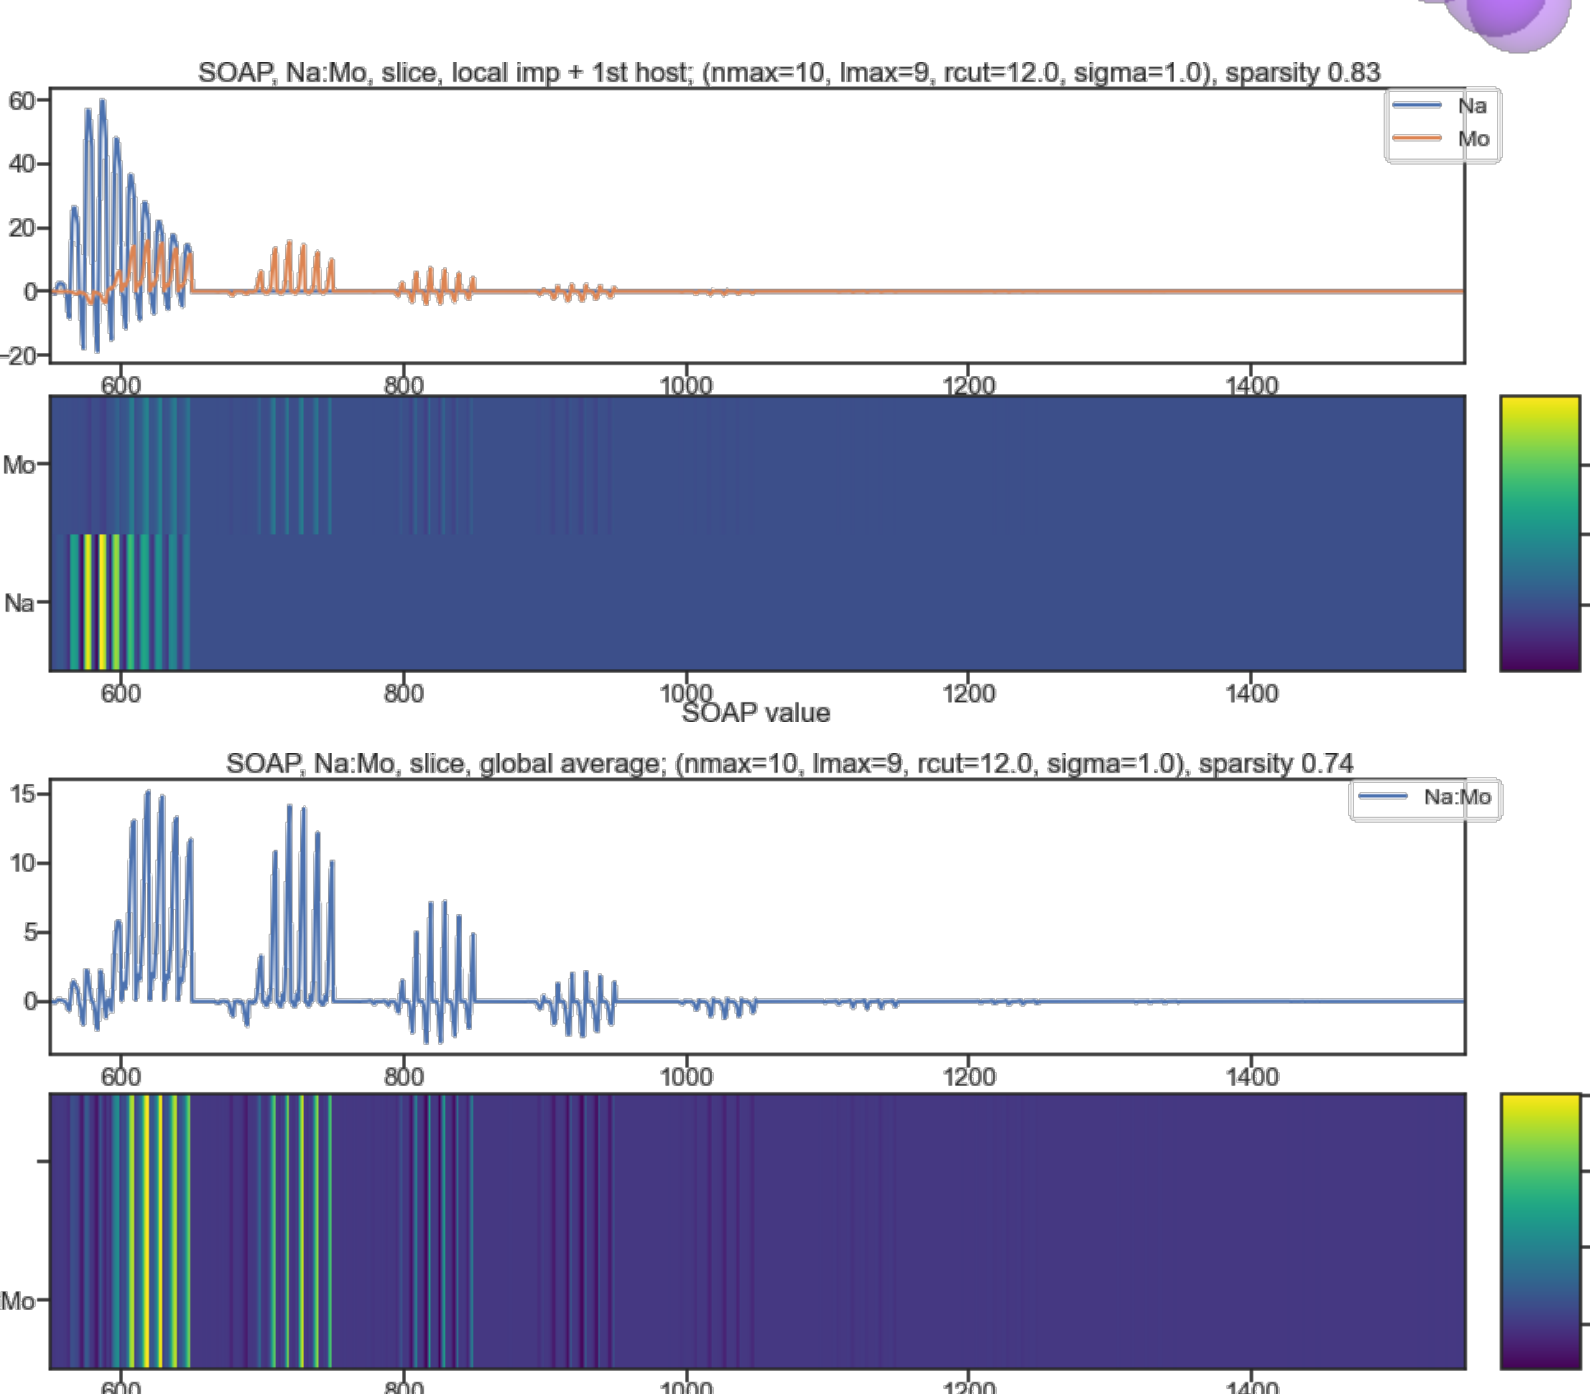 SOAP, Na:Mo, slice, local imp + 1st host; (nmax=10, lmax=9, rcut=12.0, sigma=1.0), sparsity 0.83
60
40
20
0
−20
Na
Mo
600 800 1000 1200 1400
Mo
Na
600 800 1000 1200 1400
SOAP value
SOAP, Na:Mo, slice, global average; (nmax=10, lmax=9, rcut=12.0, sigma=1.0), sparsity 0.74
15
10
5
0
Na:Mo
600 800 1000 1200 1400
Mo
600 800 1000 1200 1400